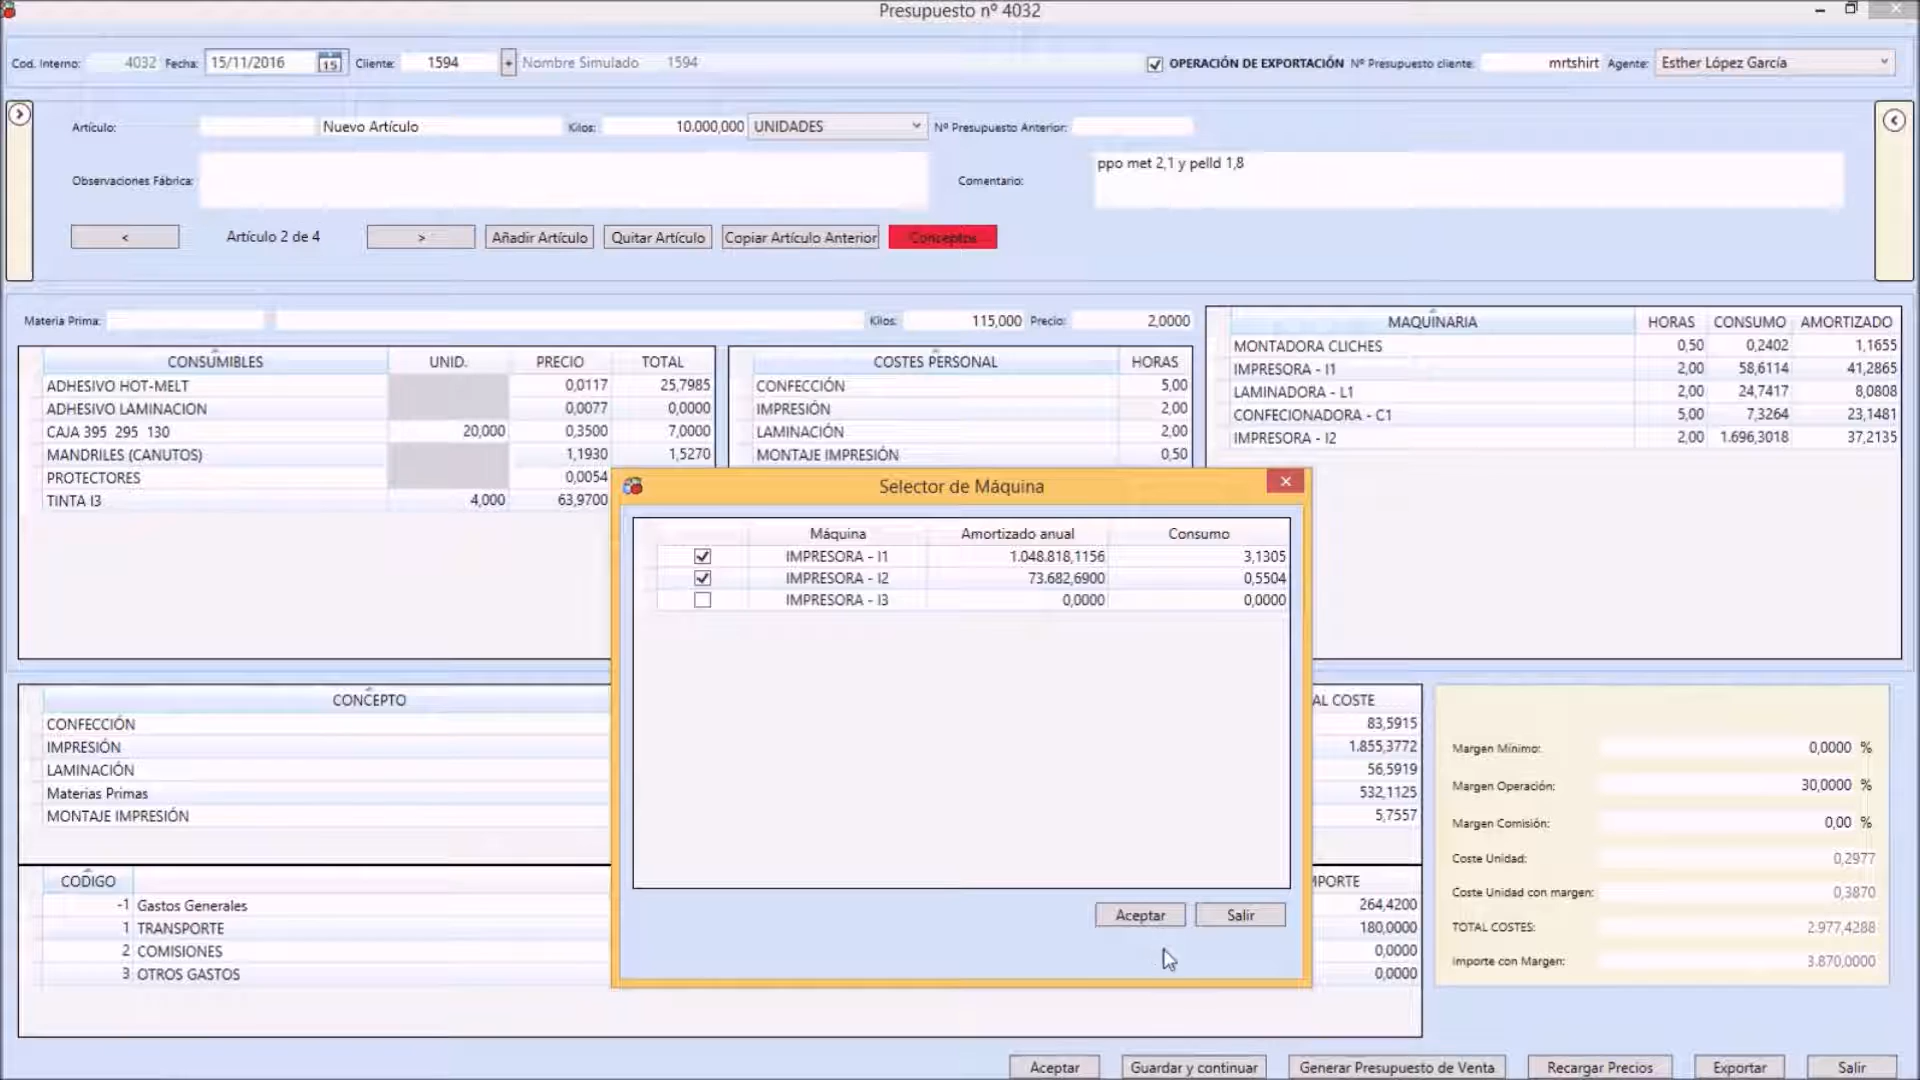 Presupuesto nº 4032
Cod. Interno: 4032 Fecha: 15/11/2016 15 Cliente: 1594 Nombre Simulado 1594 OPERACIÓN DE EXPORTACIÓN Nº Presupuesto cliente: mrtshirt Agente: Esther López García
Artículo: Nuevo Artículo Kilos: 10.000,000 UNIDADES Nº Presupuesto Anterior:
Observaciones Fábrica: Comentario: ppo met 2,1 y pelld 1,8
< Artículo 2 de 4 > Añadir Artículo Quitar Artículo Copiar Artículo Anterior Conceptos
Materia Prima: Kilos: 115,000 Precio: 2,0000
CONSUMIBLES UNID. PRECIO TOTAL
ADHESIVO HOT-MELT 0,0117 25,7985
ADHESIVO LAMINACION 0,0077 0,0000
CAJA 395 295 130 20,000 0,3500 7,0000
MANDRILES (CANUTOS) 1,1930 1,5270
PROTECTORES 0,0054
TINTA I3 4,000 63,9700
COSTES PERSONAL HORAS
CONFECCIÓN 5,00
IMPRESIÓN 2,00
LAMINACIÓN 2,00
MONTAJE IMPRESIÓN 0,50
MAQUINARIA HORAS CONSUMO AMORTIZADO
MONTADORA CLICHES 0,50 0,2402 1,1655
IMPRESORA - I1 2,00 58,6114 41,2865
LAMINADORA - L1 2,00 24,7417 8,0808
CONFECIONADORA - C1 5,00 7,3264 23,1481
IMPRESORA - I2 2,00 1.696,3018 37,2135
Selector de Máquina
Máquina Amortizado anual Consumo
IMPRESORA - I1 1.048.818,1156 3,1305
IMPRESORA - I2 73.682,6900 0,5504
IMPRESORA - I3 0,0000 0,0000
Aceptar Salir
CONCEPTO AL COSTE
CONFECCIÓN 83,5915
IMPRESIÓN 1.855,3772
LAMINACIÓN 56,5919
Materias Primas 532,1125
MONTAJE IMPRESIÓN 5,7557
CODIGO MPORTE
-1 Gastos Generales 264,4200
1 TRANSPORTE 180,0000
2 COMISIONES 0,0000
3 OTROS GASTOS 0,0000
Margen Mínimo: 0,0000 %
Margen Operación: 30,0000 %
Margen Comisión: 0,00 %
Coste Unidad: 0,2977
Coste Unidad con margen: 0,3870
TOTAL COSTES: 2.977,4288
Importe con Margen: 3.870,0000
Aceptar Guardar y continuar Generar Presupuesto de Venta Recargar Precios Exportar Salir